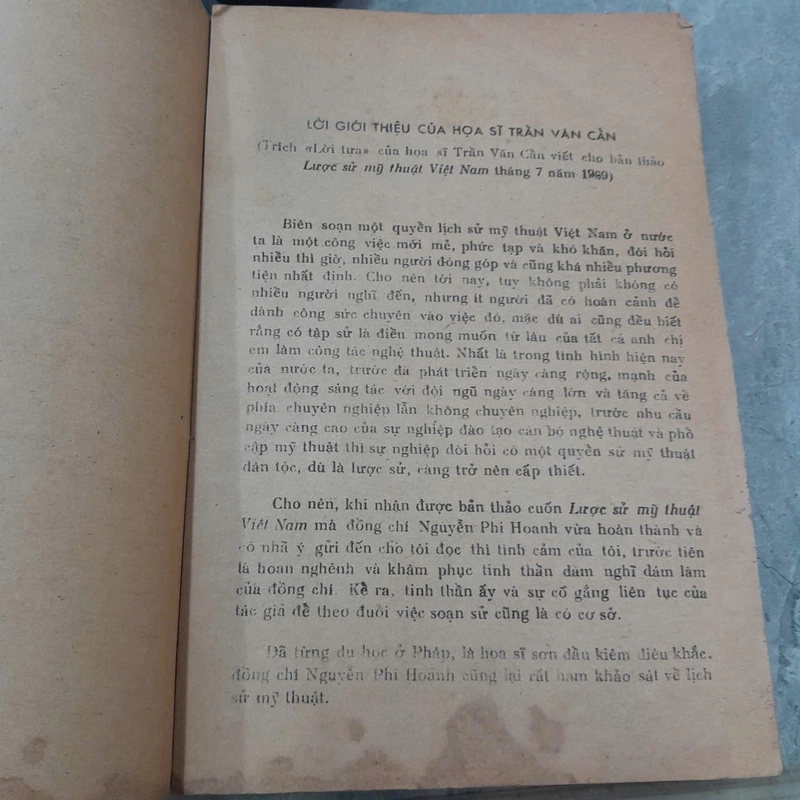 LỜI GIỚI THIỆU CỦA HỌA SĨ TRẦN VĂN CẨN
(Trích «Lời tựa» của họa sĩ Trần Văn Cẩn viết cho bản thảo
Lược sử mỹ thuật Việt Nam tháng 7 năm 1969)
Biên soạn một quyển lịch sử mỹ thuật Việt Nam ở nước
ta là một công việc mới mẻ, phức tạp và khó khăn, đòi hỏi
nhiều thì giờ, nhiều người đóng góp và cũng khá nhiều phương
tiện nhất định. Cho nên tới nay, tuy không phải không có
nhiều người nghĩ đến, nhưng ít người đã có hoàn cảnh để
dành công sức chuyên vào việc đó, mặc dù ai cũng đều biết
rằng có tập sử là điều mong muốn từ lâu của tất cả anh chị
em làm công tác nghệ thuật. Nhất là trong tình hình hiện nay
của nước ta, trước đà phát triển ngày càng rộng, mạnh của
hoạt động sáng tác với đội ngũ ngày càng lớn và tăng cả về
phía chuyên nghiệp lẫn không chuyên nghiệp, trước nhu cầu
ngày càng cao của sự nghiệp đào tạo cán bộ nghệ thuật và phổ
cập mỹ thuật thì sự nghiệp đòi hỏi có một quyển sử mỹ thuật
dân tộc, dù là lược sử, càng trở nên cấp thiết.
Cho nên, khi nhận được bản thảo cuốn Lược sử mỹ thuật
Việt Nam mà đồng chí Nguyễn Phi Hoanh vừa hoàn thành và
có nhã ý gửi đến cho tôi đọc thì tình cảm của tôi, trước tiên
là hoan nghênh và khâm phục tinh thần dám nghĩ dám làm
của đồng chí. Kể ra, tinh thần ấy và sự cố gắng liên tục của
tác giả để theo đuổi việc soạn sử cũng là có cơ sở.
Đã từng du học ở Pháp, là họa sĩ sơn dầu kiêm điêu khắc,
đồng chí Nguyễn Phi Hoanh cũng lại rất ham khảo sát về lịch
sử mỹ thuật.